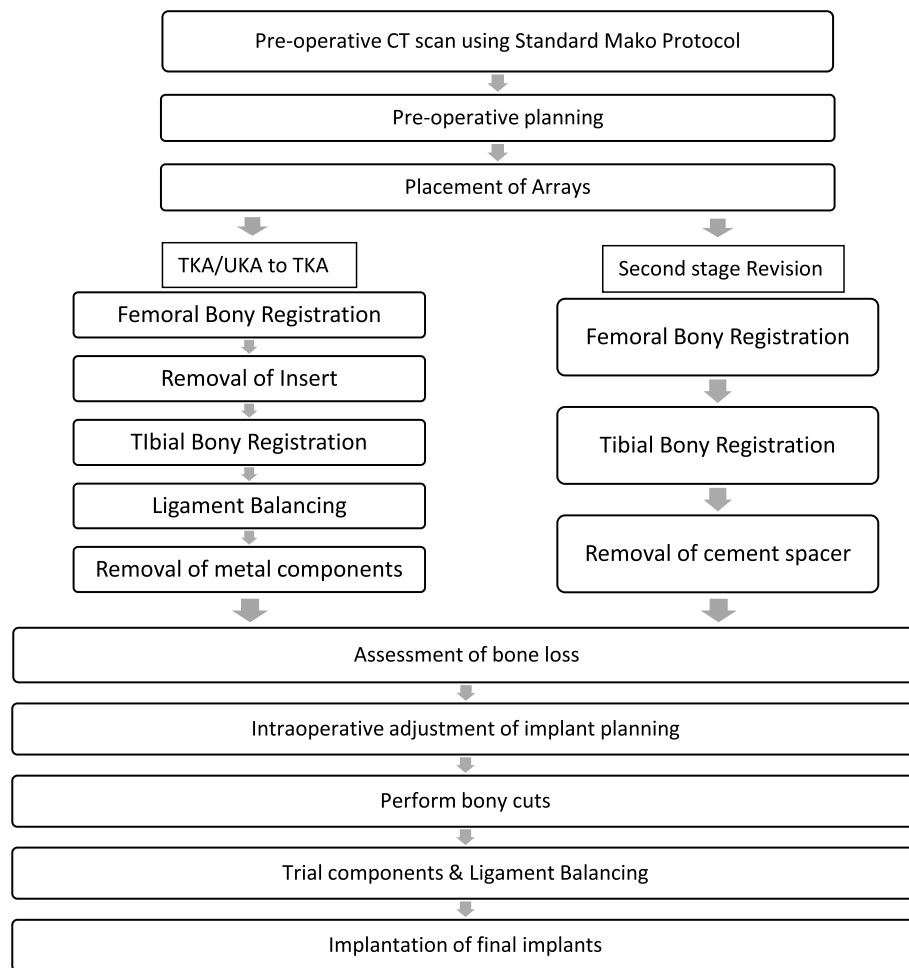 Pre-operative CT scan using Standard Mako Protocol
Pre-operative planning
Placement of Arrays
TKA/UKA to TKA
Femoral Bony Registration
Removal of Insert
TIbial Bony Registration
Ligament Balancing
Removal of metal components
Second stage Revision
Femoral Bony Registration
Tibial Bony Registration
Removal of cement spacer
Assessment of bone loss
Intraoperative adjustment of implant planning
Perform bony cuts
Trial components & Ligament Balancing
Implantation of final implants